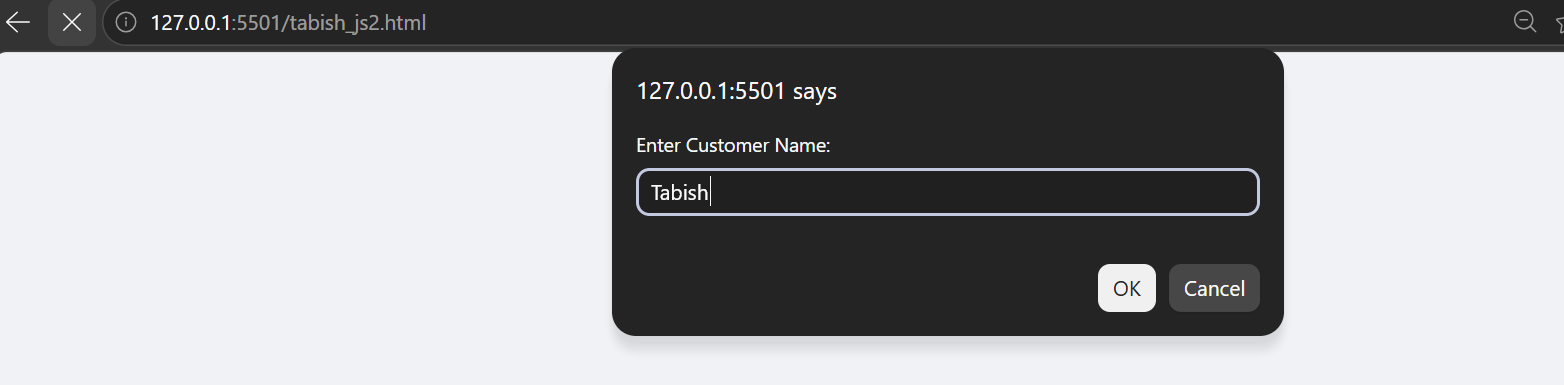 127.0.0.1:5501/tabish_js2.html
127.0.0.1:5501 says
Enter Customer Name:
Tabish
OK Cancel